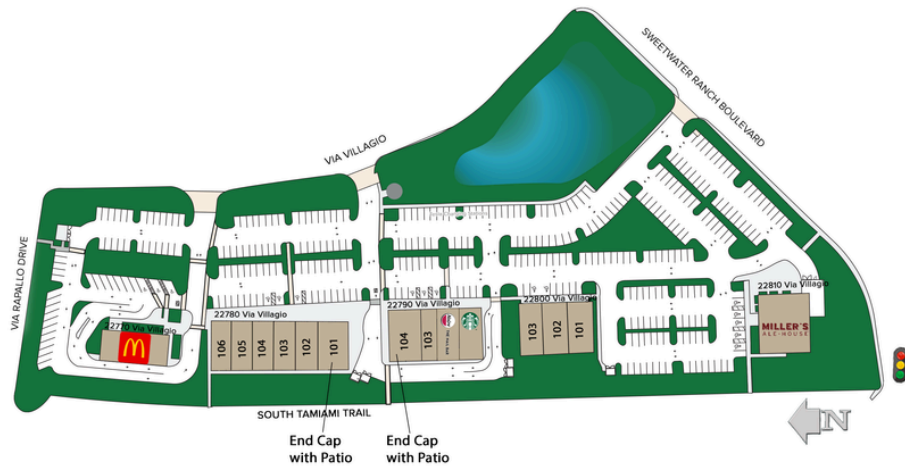 SWEETWATER RANCH BOULEVARD
VIA VILLAGIO
VIA RAPALLO DRIVE
22770 Via Villagio
22780 Via Villagio
106
105
104
103
102
101
22790 Via Villagio
104
103
22800 Via Villagio
103
102
101
22810 Via Villagio
MILLER'S
ALE HOUSE
SOUTH TAMIAMI TRAIL
End Cap
with Patio
End Cap
with Patio
N